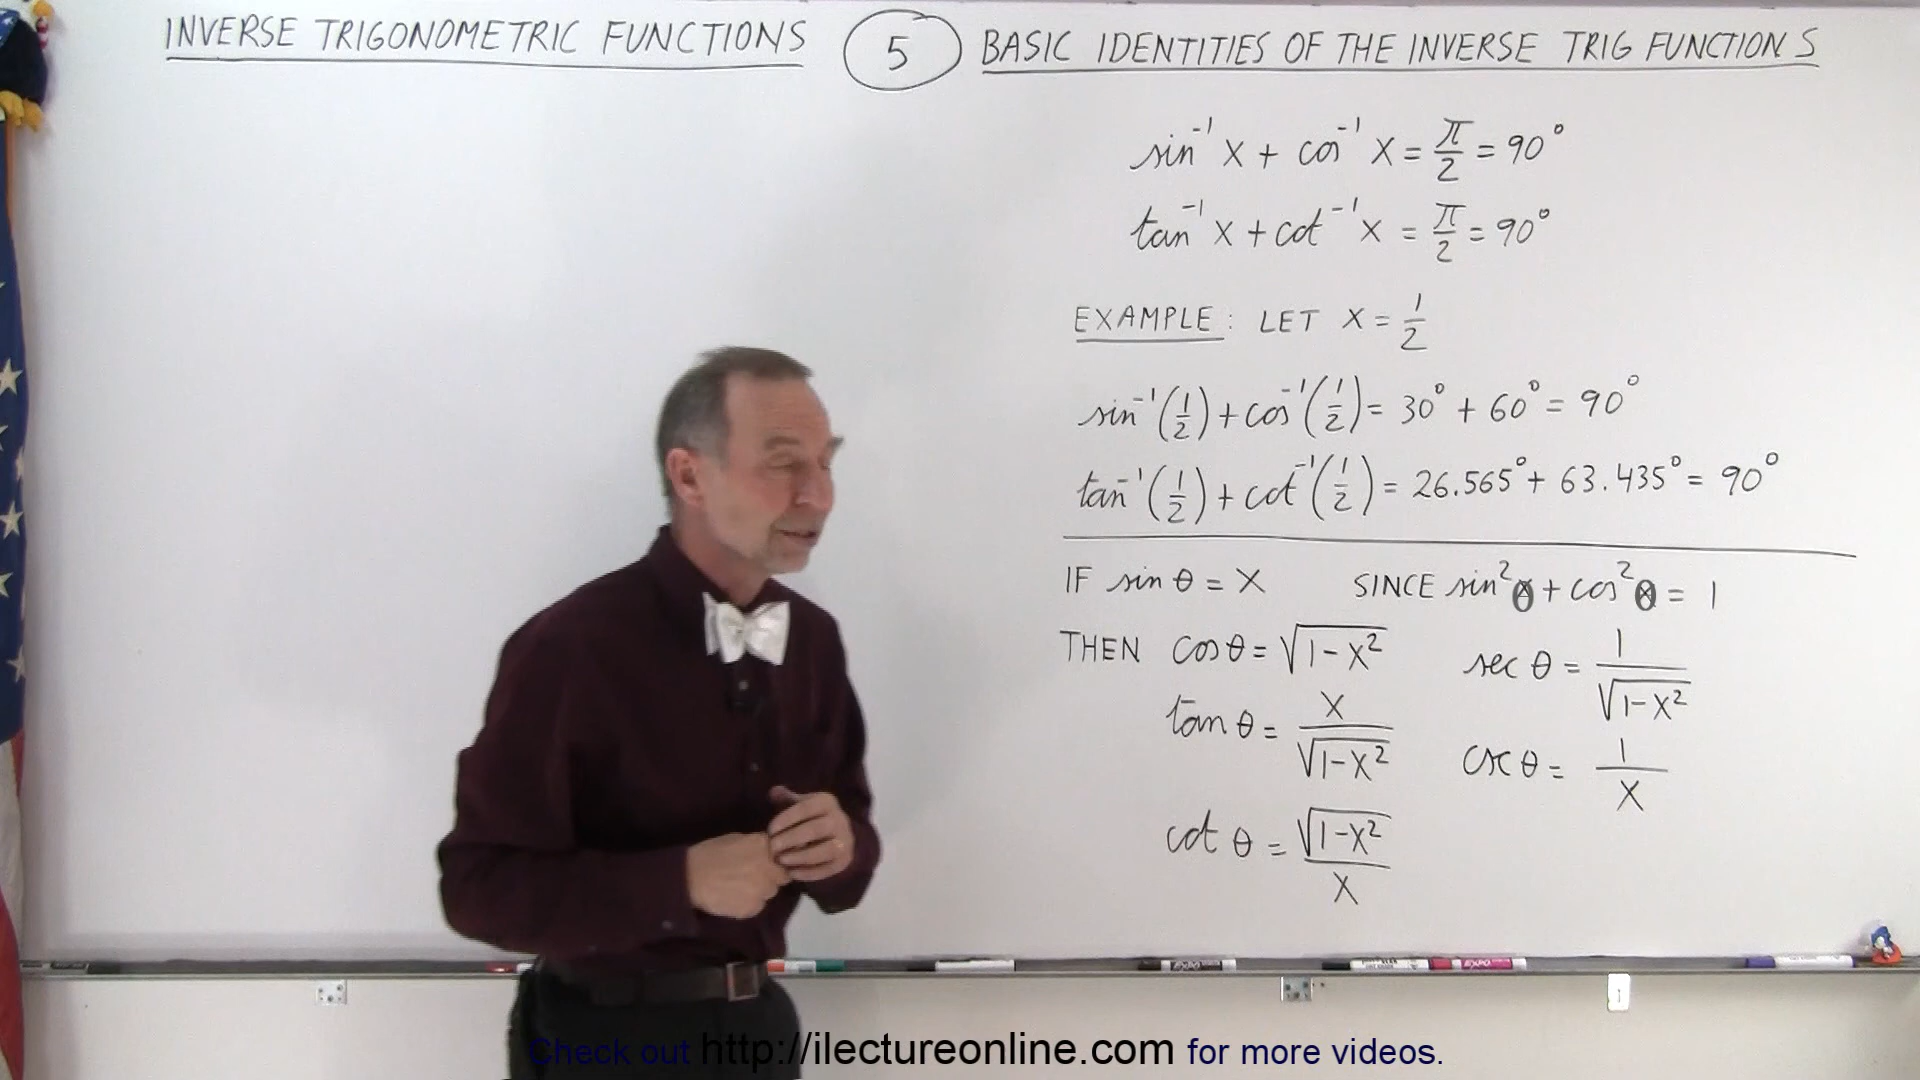 INVERSE TRIGONOMETRIC FUNCTIONS 5 BASIC IDENTITIES OF THE INVERSE TRIG FUNCTIONS
sin⁻¹ x + cos⁻¹ x = π/2 = 90°
tan⁻¹ x + cot⁻¹ x = π/2 = 90°
EXAMPLE: LET x = 1/2
sin⁻¹(1/2) + cos⁻¹(1/2) = 30° + 60° = 90°
tan⁻¹(1/2) + cot⁻¹(1/2) = 26.565° + 63.435° = 90°
IF sin θ = x SINCE sin²θ + cos²θ = 1
THEN cos θ = √(1-x²) sec θ = 1/√(1-x²)
tan θ = x/√(1-x²) csc θ = 1/x
cot θ = √(1-x²)/x
EXPO EXPO
Check out http://ilectureonline.com for more videos.